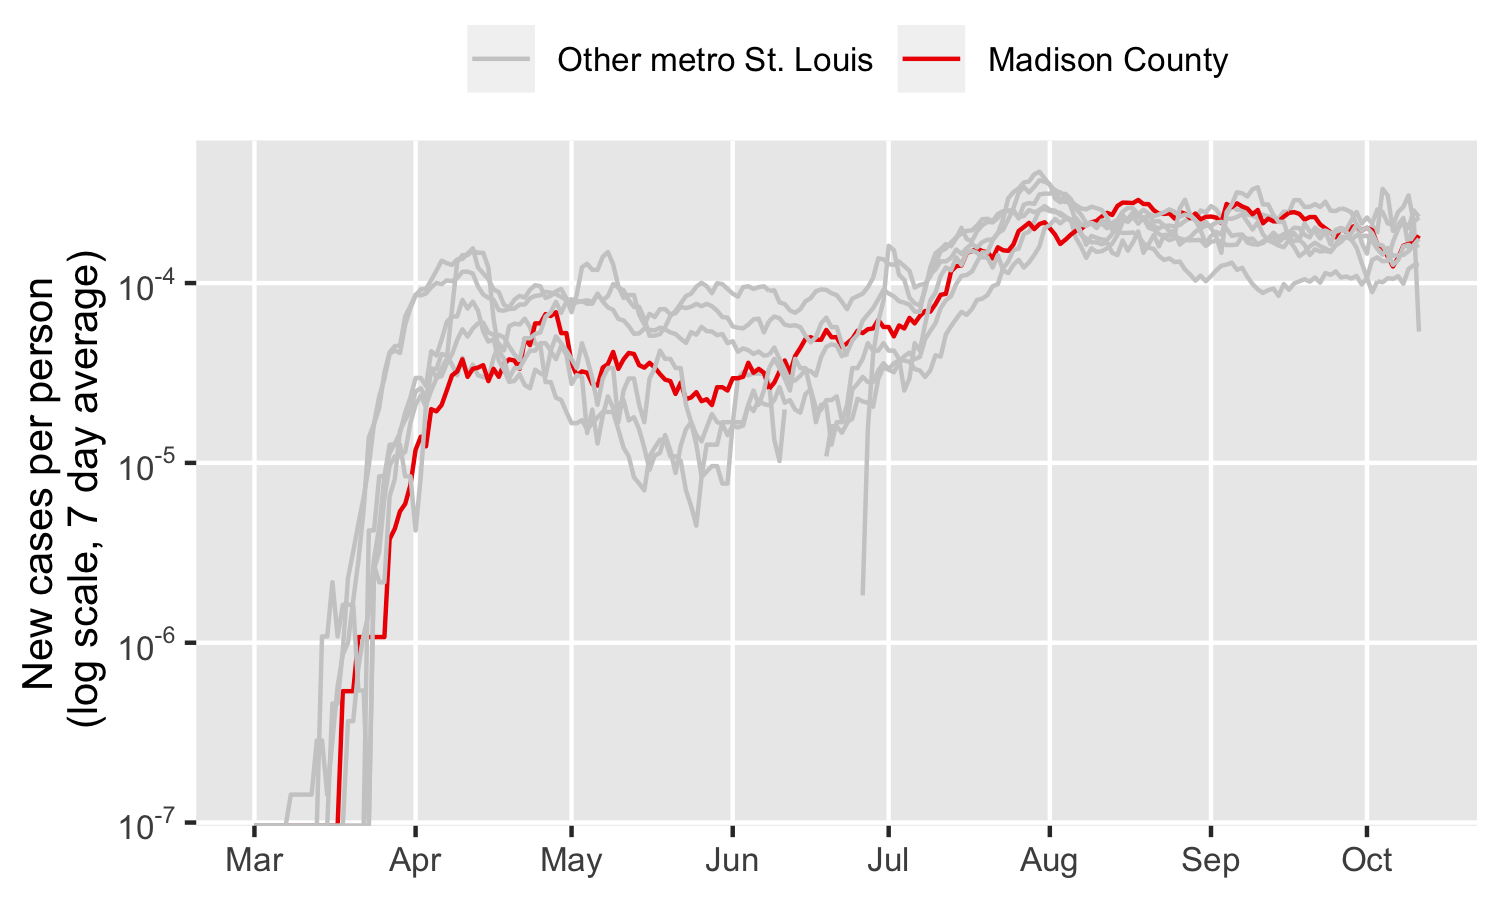 Other metro St. Louis Madison County
New cases per person
(log scale, 7 day average)
10⁻⁴
10⁻⁵
10⁻⁶
10⁻⁷
Mar Apr May Jun Jul Aug Sep Oct